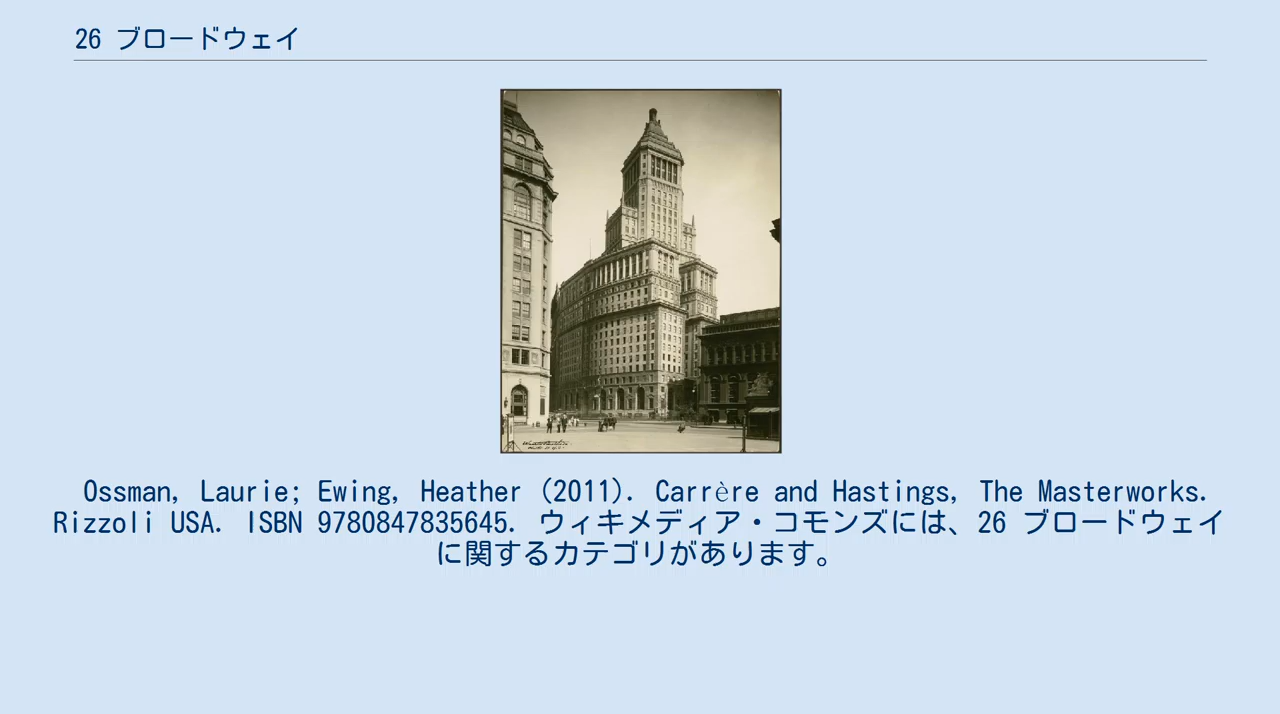 26 ブロードウェイ
Ossman, Laurie; Ewing, Heather (2011). Carrère and Hastings, The Masterworks.
Rizzoli USA. ISBN 9780847835645. ウィキメディア・コモンズには、26 ブロードウェイ
に関するカテゴリがあります。